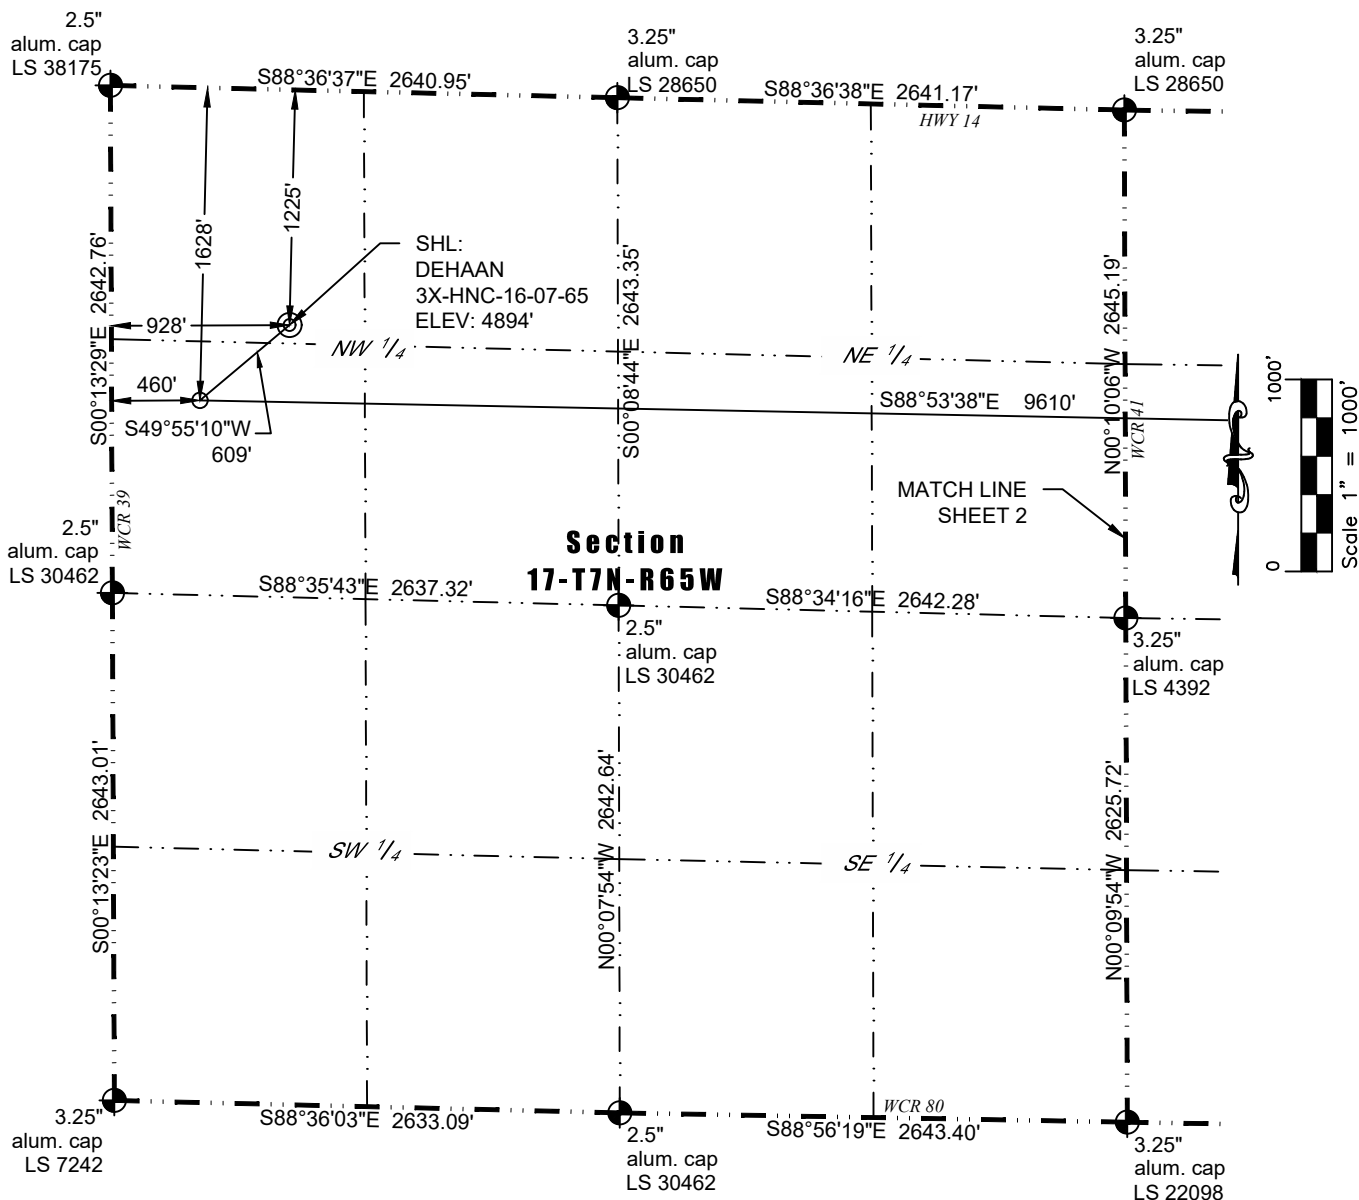 2.5"
alum. cap
LS 38175
3.25"
alum. cap
LS 28650
3.25"
alum. cap
LS 28650
S88°36'37"E 2640.95'
S88°36'38"E 2641.17'
HWY 14
1628'
1225'
SHL:
DEHAAN
3X-HNC-16-07-65
ELEV: 4894'
928'
460'
S49°55'10"W
609'
NW 1/4
NE 1/4
S00°13'29"E 2642.76'
S00°08'44"E 2643.35'
N00°10'06"W 2645.19'
WCR 41
WCR 39
S88°53'38"E 9610'
MATCH LINE
SHEET 2
0
1000'
Scale 1" = 1000'
2.5"
alum. cap
LS 30462
Section
17-T7N-R65W
S88°35'43"E 2637.32'
S88°34'16"E 2642.28'
2.5"
alum. cap
LS 30462
3.25"
alum. cap
LS 4392
S00°13'23"E 2643.01'
N00°07'54"W 2642.64'
N00°09'54"W 2625.72'
SW 1/4
SE 1/4
3.25"
alum. cap
LS 7242
S88°36'03"E 2633.09'
WCR 80
S88°56'19"E 2643.40'
2.5"
alum. cap
LS 30462
3.25"
alum. cap
LS 22098